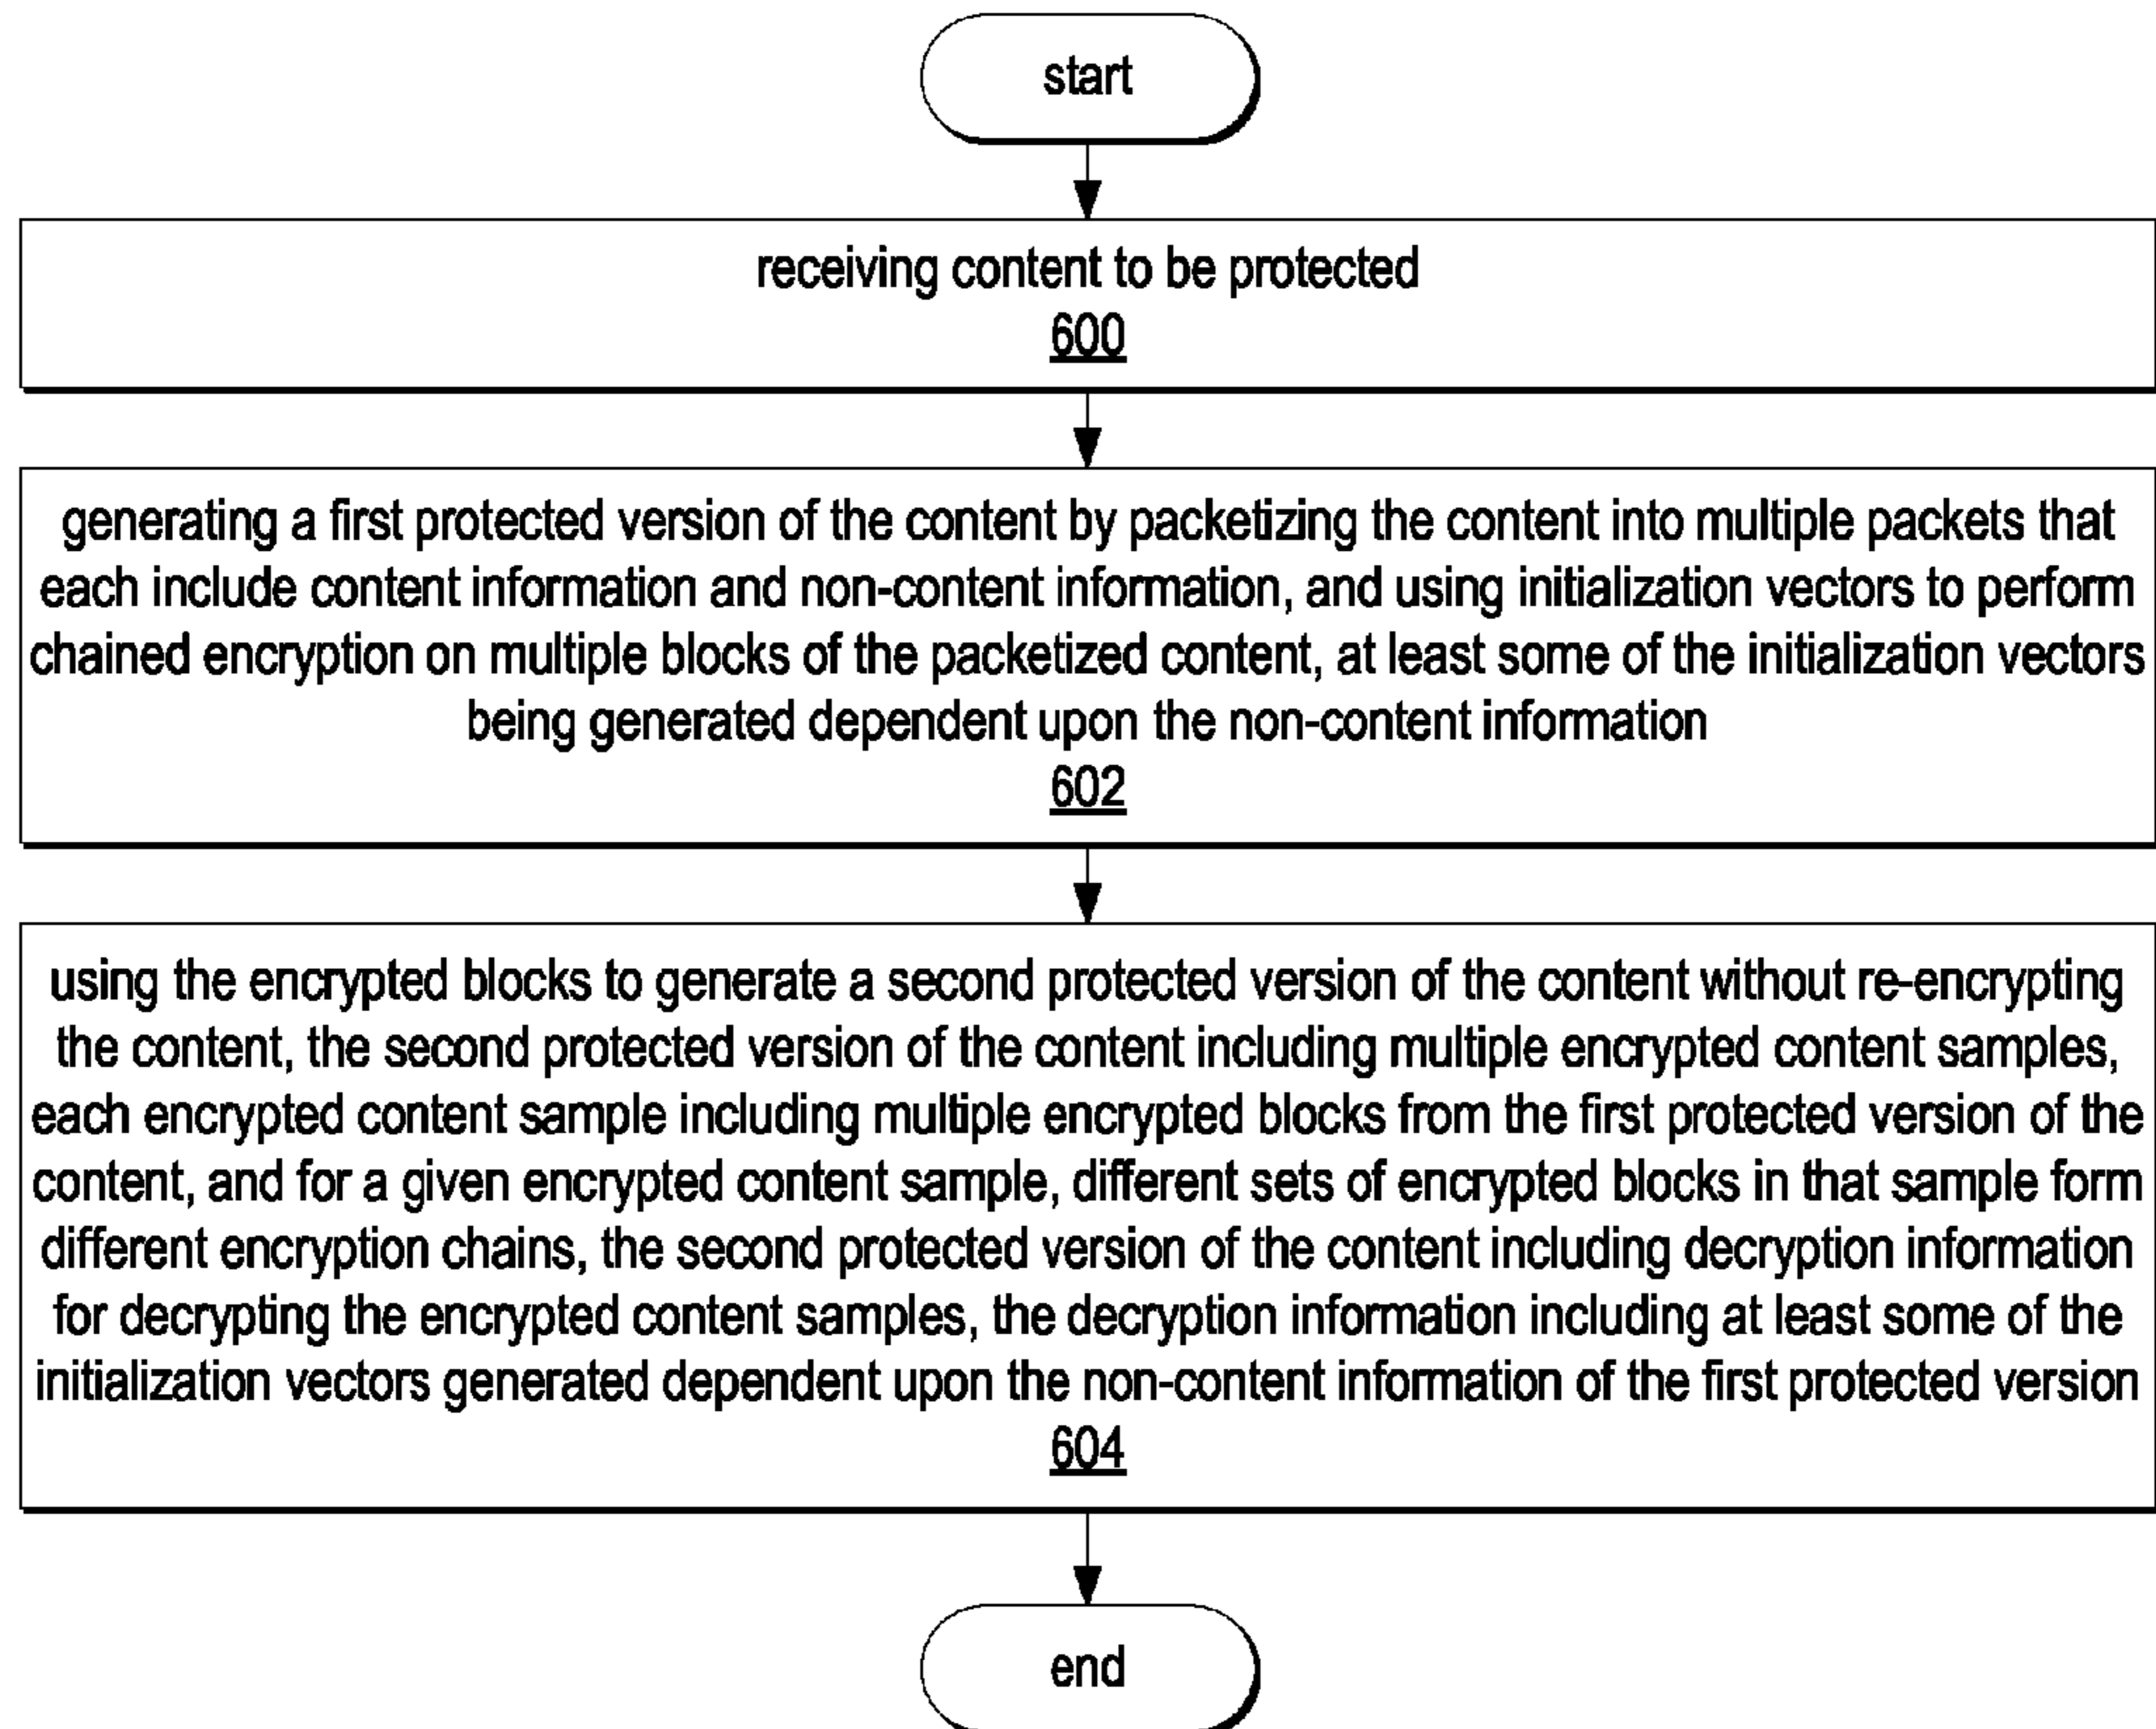 start
receiving content to be protected
600
generating a first protected version of the content by packetizing the content into multiple packets that
each include content information and non-content information, and using initialization vectors to perform
chained encryption on multiple blocks of the packetized content, at least some of the initialization vectors
being generated dependent upon the non-content information
602
using the encrypted blocks to generate a second protected version of the content without re-encrypting
the content, the second protected version of the content including multiple encrypted content samples,
each encrypted content sample including multiple encrypted blocks from the first protected version of the
content, and for a given encrypted content sample, different sets of encrypted blocks in that sample form
different encryption chains, the second protected version of the content including decryption information
for decrypting the encrypted content samples, the decryption information including at least some of the
initialization vectors generated dependent upon the non-content information of the first protected version
604
end